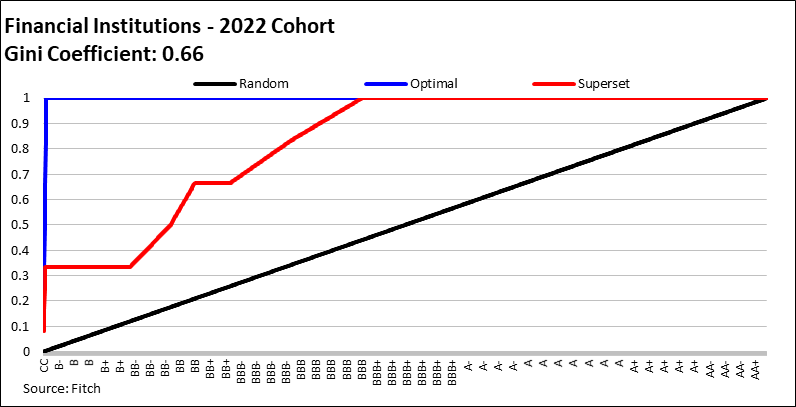 Financial Institutions - 2022 Cohort
Gini Coefficient: 0.66
Random Optimal Superset
1
0.9
0.8
0.7
0.6
0.5
0.4
0.3
0.2
0.1
0
CC B- B B B+ B+ BB- BB- BB BB BB+ BB+ BBB- BBB- BBB- BBB- BBB BBB BBB BBB BBB BBB+ BBB+ BBB+ BBB+ BBB+ BBB+ A- A- A- A- A A A A A A A+ A+ A+ A+ AA- AA- AA- AA AA+
Source: Fitch